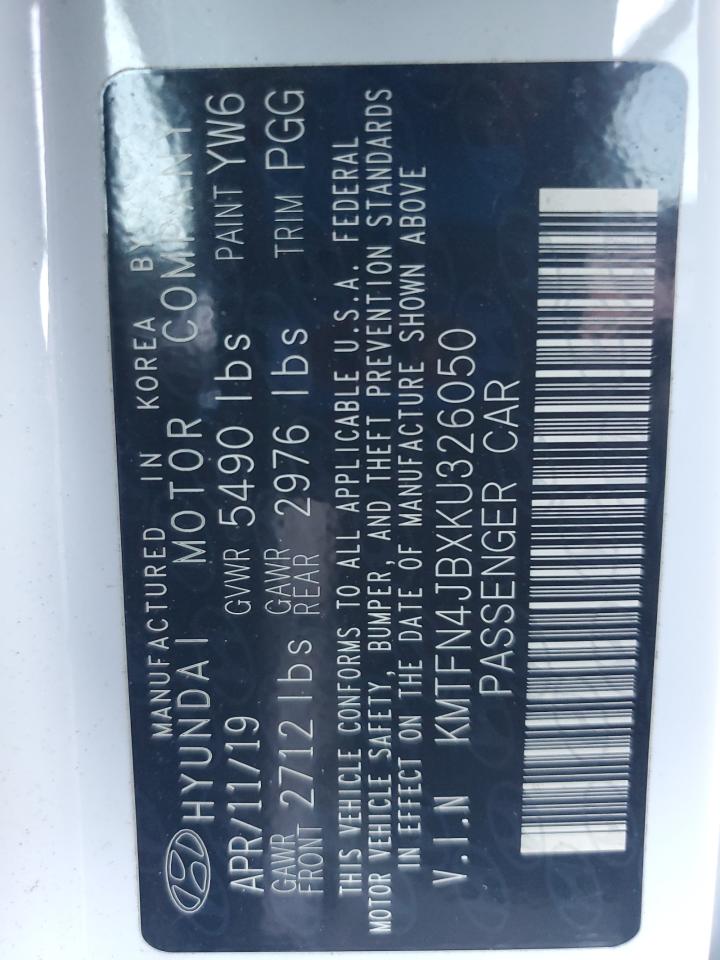 MANUFACTURED IN KOREA BY
HYUNDAI MOTOR COMPANY
APR/11/19 GVWR 5490 lbs PAINT YW6
GAWR FRONT 2712 lbs GAWR REAR 2976 lbs TRIM PGG
THIS VEHICLE CONFORMS TO ALL APPLICABLE U.S.A. FEDERAL
MOTOR VEHICLE SAFETY, BUMPER, AND THEFT PREVENTION STANDARDS
IN EFFECT ON THE DATE OF MANUFACTURE SHOWN ABOVE
V.I.N KMTFN4JBXKU326050
PASSENGER CAR